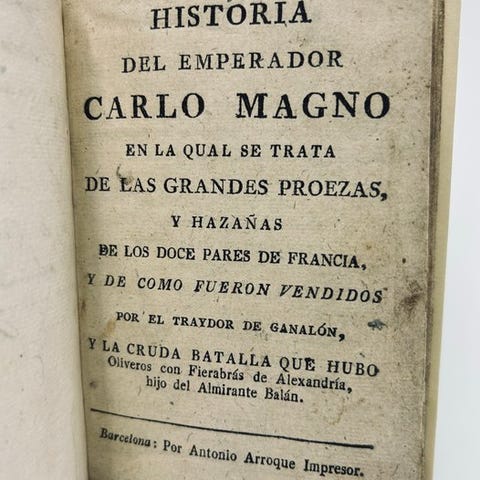 HISTORIA
DEL EMPERADOR
CARLO MAGNO
EN LA QUAL SE TRATA
DE LAS GRANDES PROEZAS,
Y HAZAÑAS
DE LOS DOCE PARES DE FRANCIA,
Y DE COMO FUERON VENDIDOS
POR EL TRAYDOR DE GANALÓN,
Y LA CRUDA BATALLA QUE HUBO
Oliveros con Fierabrás de Alexandría,
hijo del Almirante Balán.
Barcelona: Por Antonio Arroque Impresor.